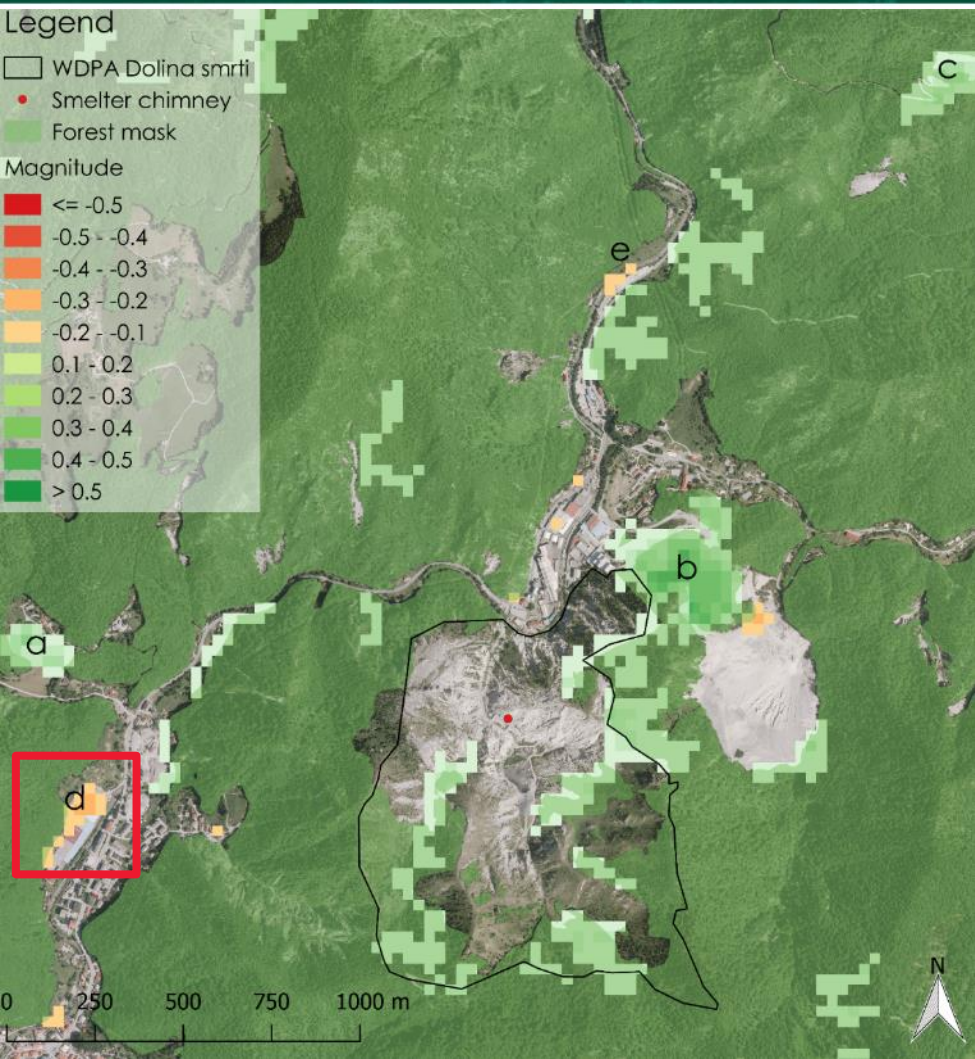 Legend
WDPA Dolina smrti
Smelter chimney
Forest mask
Magnitude
<= -0.5
-0.5 - -0.4
-0.4 - -0.3
-0.3 - -0.2
-0.2 - -0.1
0.1 - 0.2
0.2 - 0.3
0.3 - 0.4
0.4 - 0.5
> 0.5
c
e
b
a
d
N
0 250 500 750 1000 m